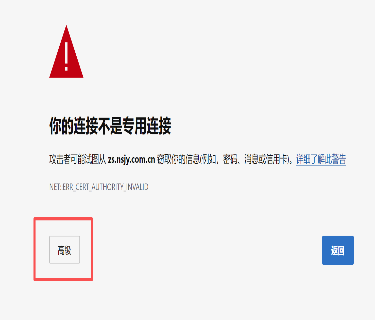 你的连接不是专用连接
攻击者可能试图从 zs.nsjy.com.cn 窃取你的信息(例如，密码、消息或信用卡)。详细了解此警告
NET::ERR_CERT_AUTHORITY_INVALID
高级
返回